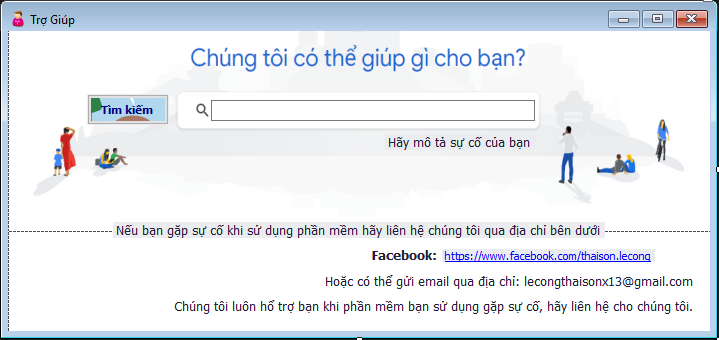 Trợ Giúp
Chúng tôi có thể giúp gì cho bạn?
Tìm kiếm
Hãy mô tả sự cố của bạn
Nếu bạn gặp sự cố khi sử dụng phần mềm hãy liên hệ chúng tôi qua địa chỉ bên dưới
Facebook: https://www.facebook.com/thaison.lecong
Hoặc có thể gửi email qua địa chỉ: lecongthaisonx13@gmail.com
Chúng tôi luôn hổ trợ bạn khi phần mềm bạn sử dụng gặp sự cố, hãy liên hệ cho chúng tôi.